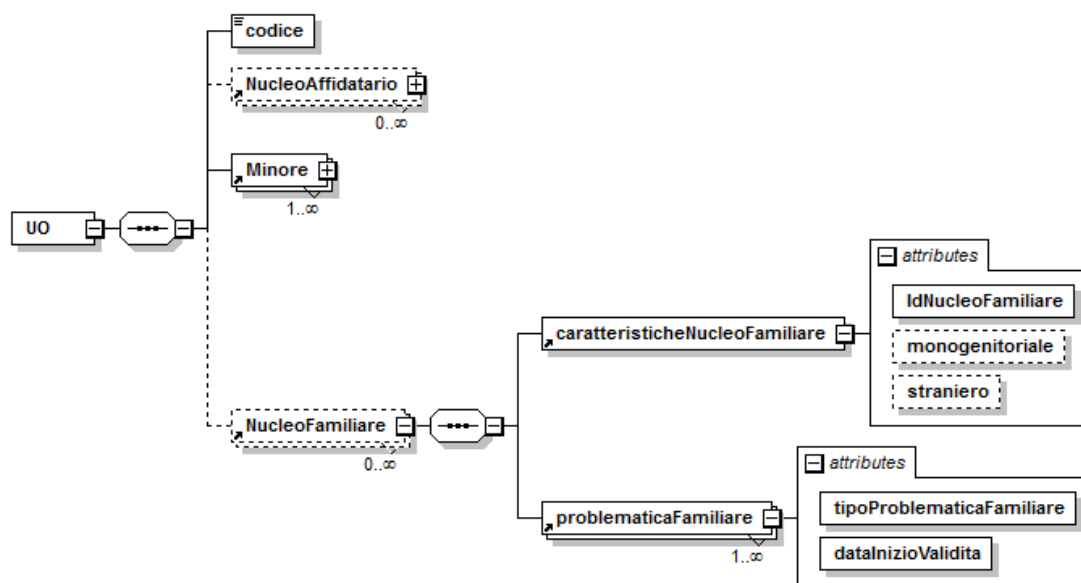 codice
NucleoAffidatario
0..∞
Minore
1..∞
UO
attributes
IdNucleoFamiliare
caratteristicheNucleoFamiliare
monogenitoriale
straniero
NucleoFamiliare
0..∞
attributes
tipoProblematicaFamiliare
problematicaFamiliare
1..∞
dataInizioValidita